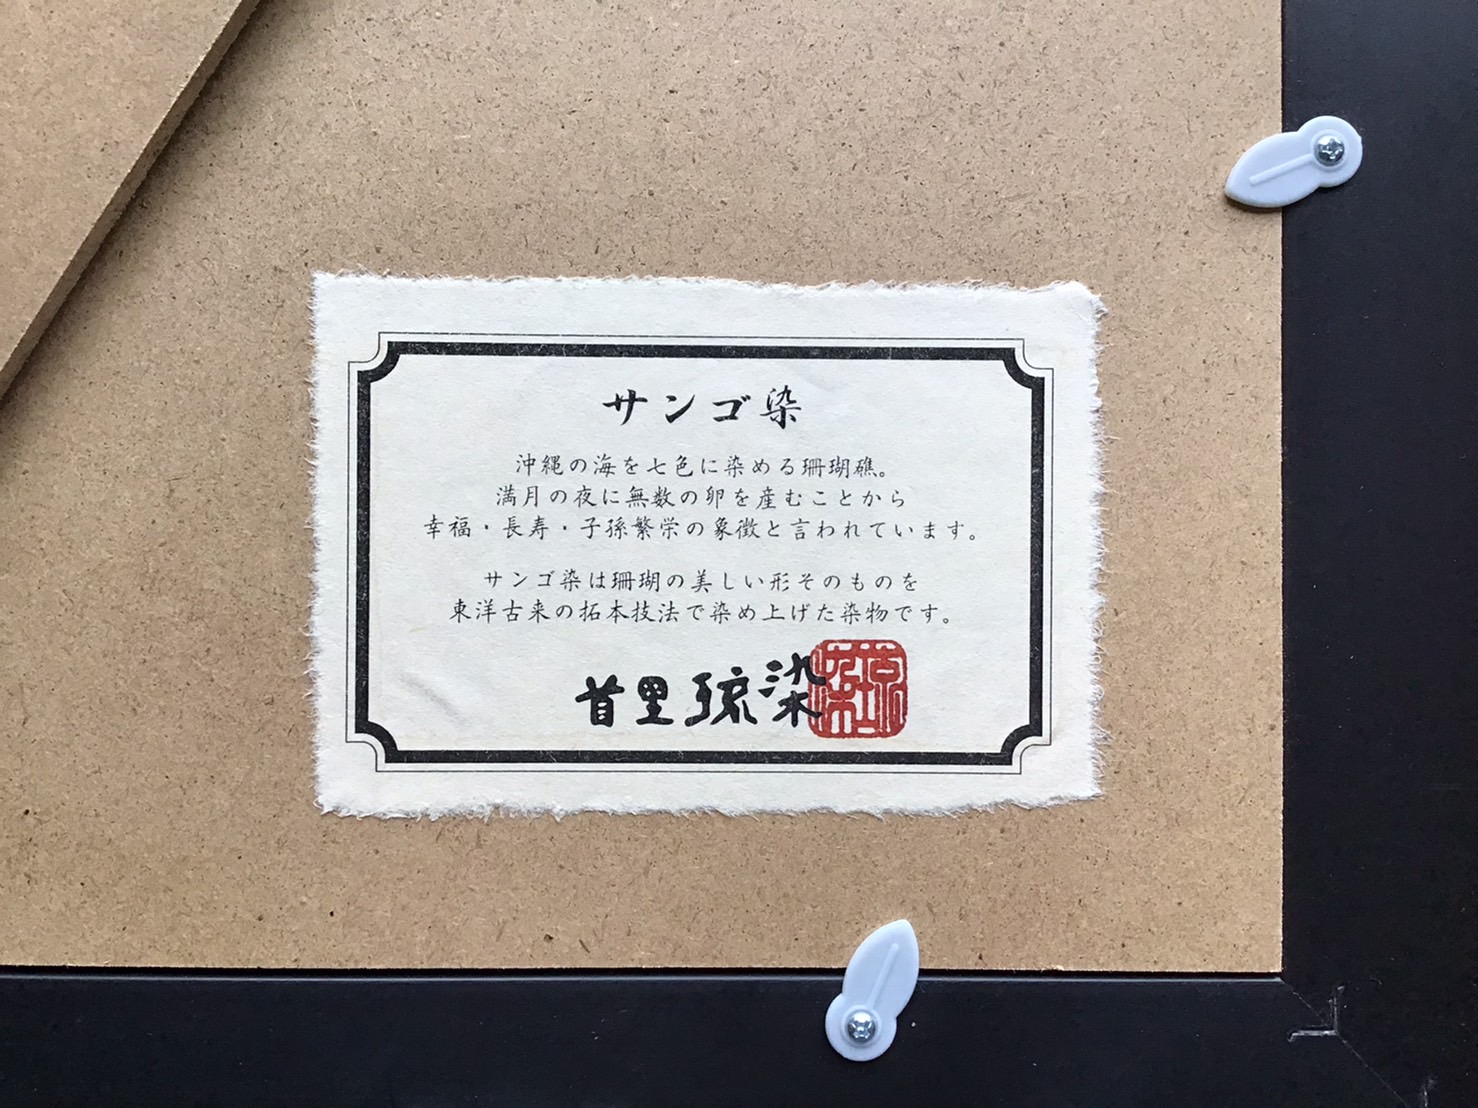 サンゴ染
沖縄の海を七色に染める珊瑚礁。
満月の夜に無数の卵を産むことから
幸福・長寿・子孫繁栄の象徴と言われています。
サンゴ染は珊瑚の美しい形そのものを
東洋古来の拓本技法で染め上げた染物です。
首里琉染